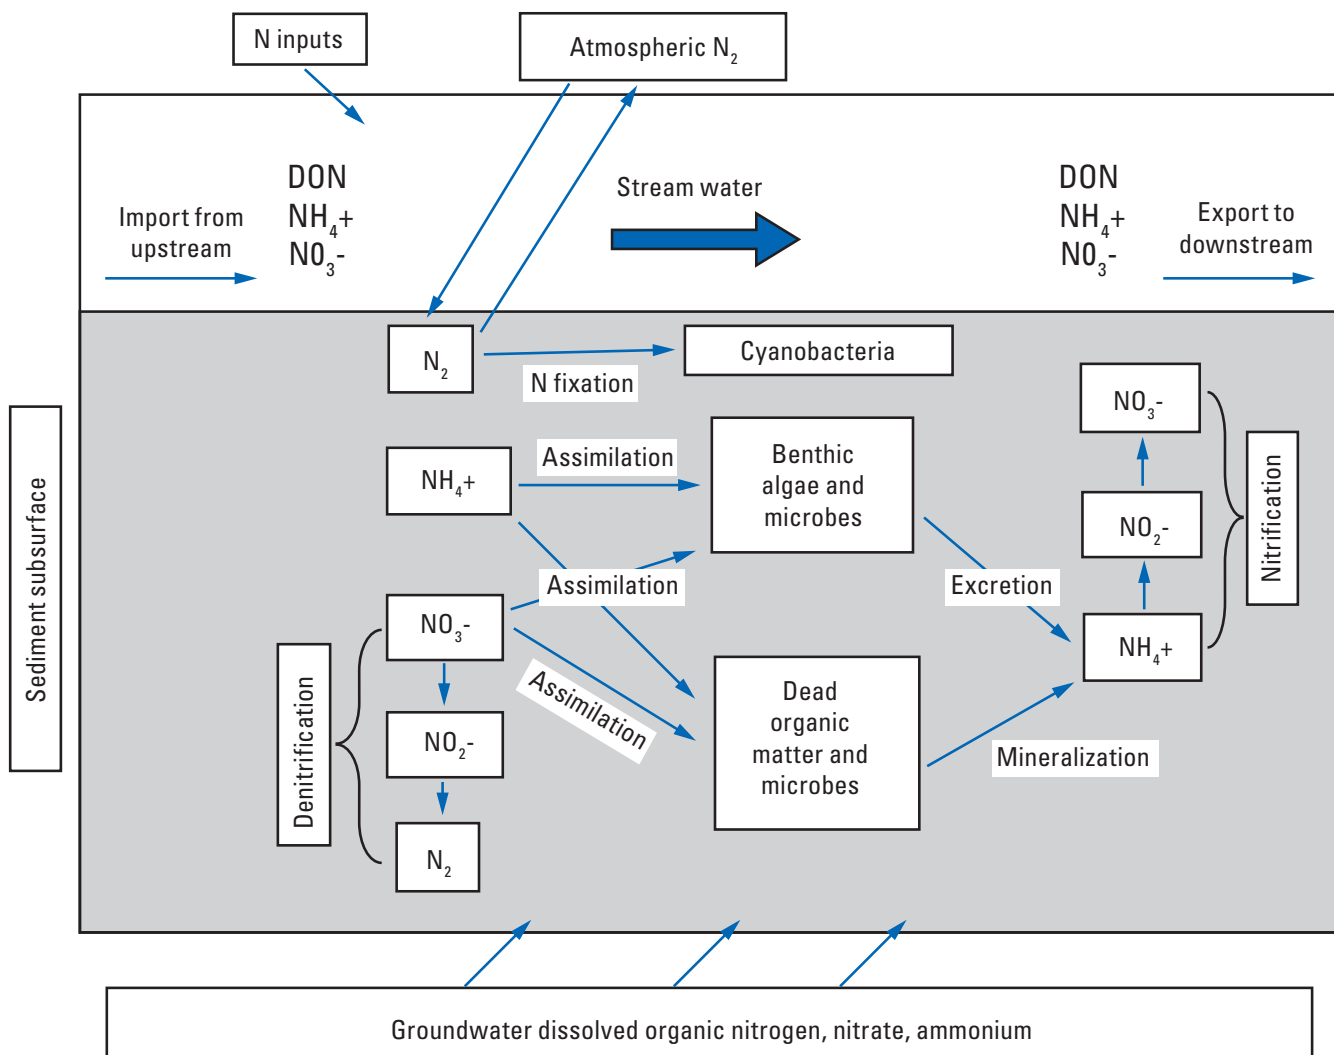 N inputs
Atmospheric N₂
DON
NH₄+
NO₃-
Import from
upstream
Stream water
DON
NH₄+
NO₃-
Export to
downstream
N₂
N fixation
Cyanobacteria
Sediment subsurface
NH₄+
Assimilation
Benthic
algae and
microbes
NO₃-
NO₂-
NH₄+
Nitrification
Assimilation
Excretion
NO₃-
Assimilation
Denitrification
NO₂-
N₂
Dead
organic
matter and
microbes
Mineralization
Groundwater dissolved organic nitrogen, nitrate, ammonium